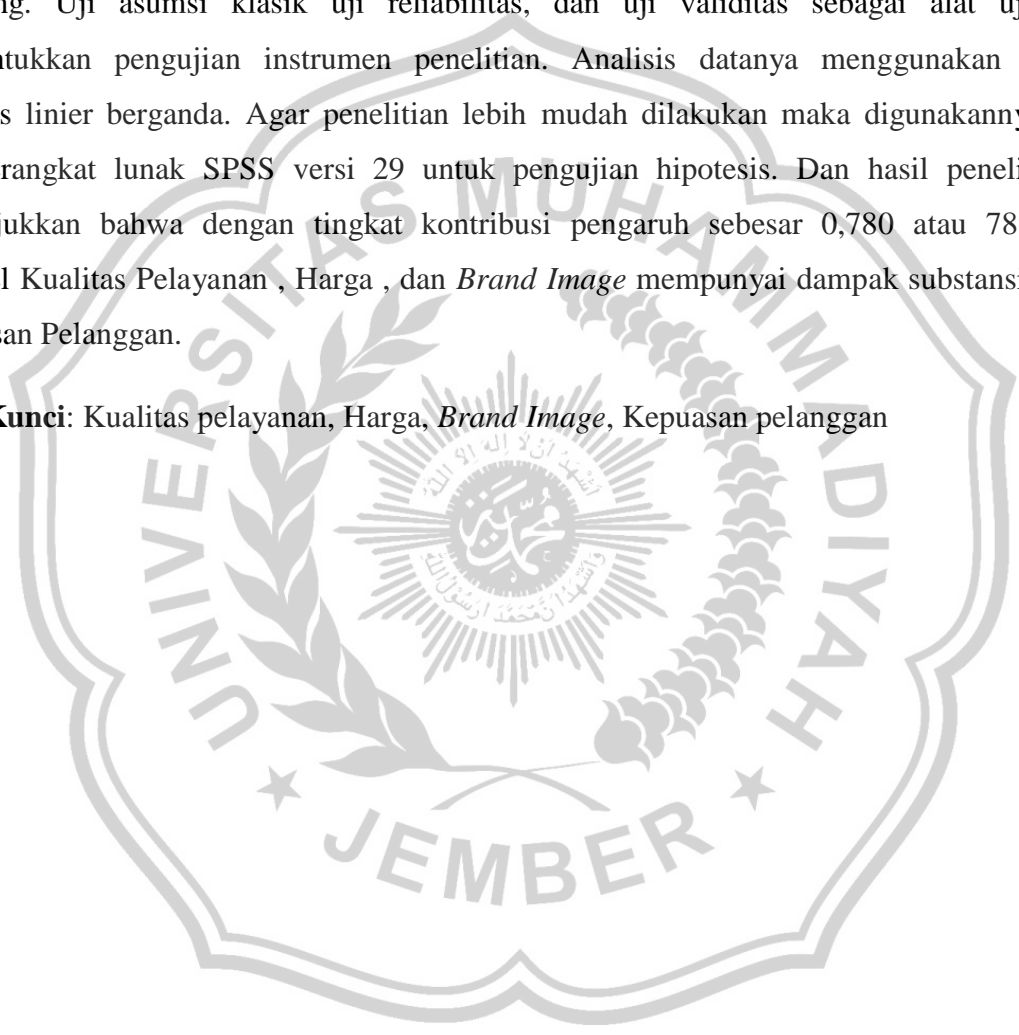 ng. Uji asumsi klasik uji reliabilitas, dan uji validitas sebagai alat uj
ntukkan pengujian instrumen penelitian. Analisis datanya menggunakan
s linier berganda. Agar penelitian lebih mudah dilakukan maka digunakanny
rangkat lunak SPSS versi 29 untuk pengujian hipotesis. Dan hasil peneli
jukkan bahwa dengan tingkat kontribusi pengaruh sebesar 0,780 atau 78
l Kualitas Pelayanan , Harga , dan Brand Image mempunyai dampak substansi
san Pelanggan.
Kunci: Kualitas pelayanan, Harga, Brand Image, Kepuasan pelanggan
UNIVERSITAS MUHAMMADIYAH
JEMBER